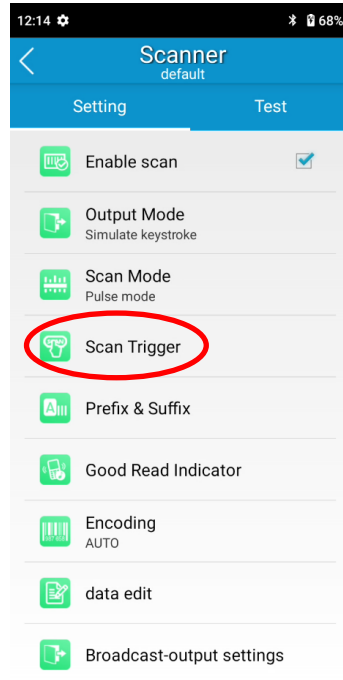 12:14 68%
Scanner
default
Setting Test
Enable scan
Output Mode
Simulate keystroke
Scan Mode
Pulse mode
Scan Trigger
Prefix & Suffix
Good Read Indicator
Encoding
AUTO
data edit
Broadcast-output settings